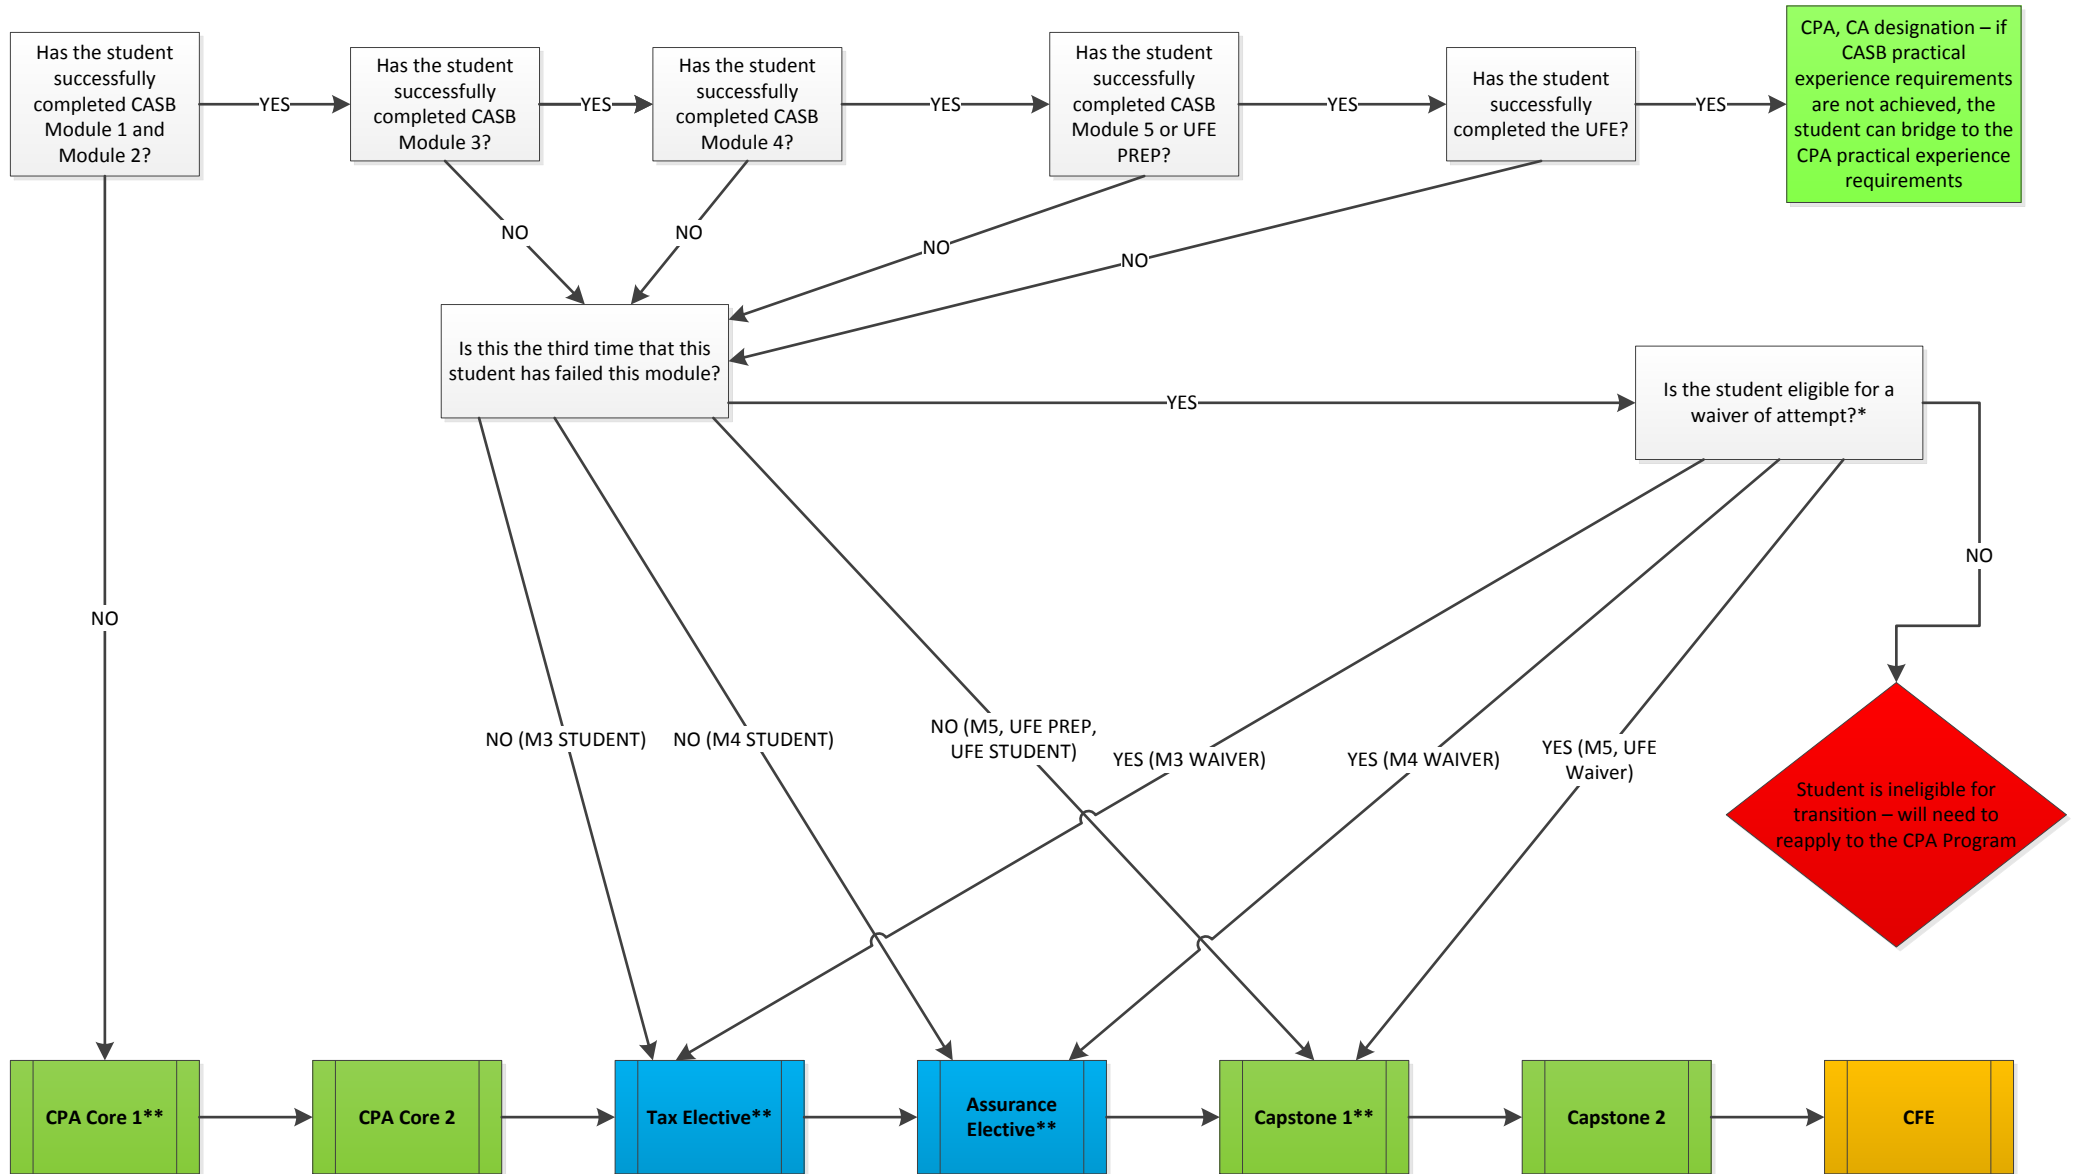 Has the student
successfully
completed CASB
Module 1 and
Module 2?
YES
Has the student
successfully
completed CASB
Module 3?
YES
Has the student
successfully
completed CASB
Module 4?
YES
Has the student
successfully
completed CASB
Module 5 or UFE
PREP?
YES
Has the student
successfully
completed the UFE?
YES
CPA, CA designation – if
CASB practical
experience requirements
are not achieved, the
student can bridge to the
CPA practical experience
requirements
NO
NO
NO
NO
Is this the third time that this
student has failed this module?
YES
Is the student eligible for a
waiver of attempt?*
NO
NO
NO (M3 STUDENT)
NO (M4 STUDENT)
NO (M5, UFE PREP,
UFE STUDENT)
YES (M3 WAIVER)
YES (M4 WAIVER)
YES (M5, UFE
Waiver)
Student is ineligible for
transition – will need to
reapply to the CPA Program
CPA Core 1**
CPA Core 2
Tax Elective**
Assurance
Elective**
Capstone 1**
Capstone 2
CFE